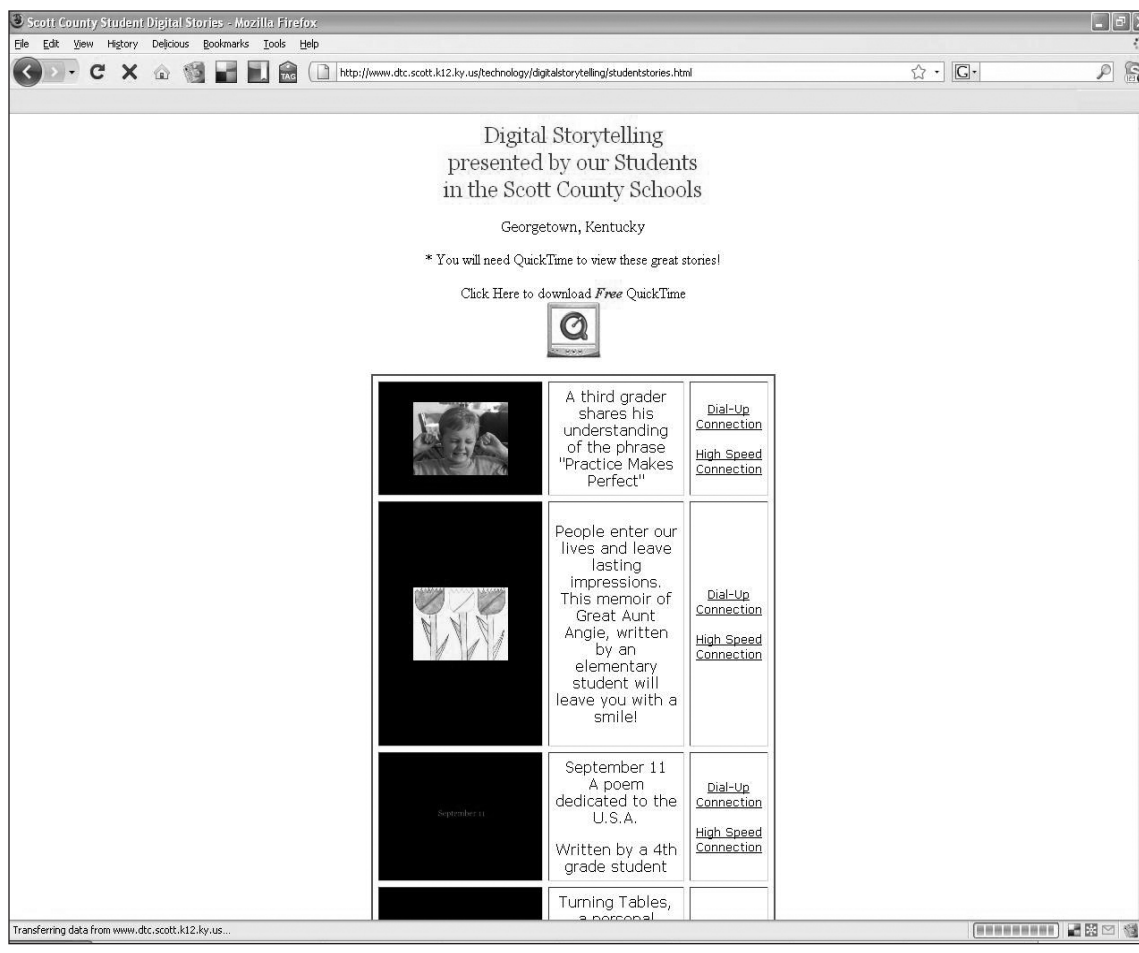 Scott County Student Digital Stories - Mozilla Firefox
File Edit View History Delicious Bookmarks Tools Help
TAG
http://www.dtc.scott.k12.ky.us/technology/digitalstorytelling/studentstories.html
G
Digital Storytelling
presented by our Students
in the Scott County Schools
Georgetown, Kentucky
* You will need QuickTime to view these great stories!
Click Here to download Free QuickTime
A third grader
shares his
understanding
of the phrase
"Practice Makes
Perfect"
Dial-Up
Connection
High Speed
Connection
People enter our
lives and leave
lasting
impressions.
This memoir of
Great Aunt
Angie, written
by an
elementary
student will
leave you with a
smile!
Dial-Up
Connection
High Speed
Connection
September 11
September 11
A poem
dedicated to the
U.S.A.
Written by a 4th
grade student
Dial-Up
Connection
High Speed
Connection
Turning Tables,
a personal
Transferring data from www.dtc.scott.k12.ky.us...